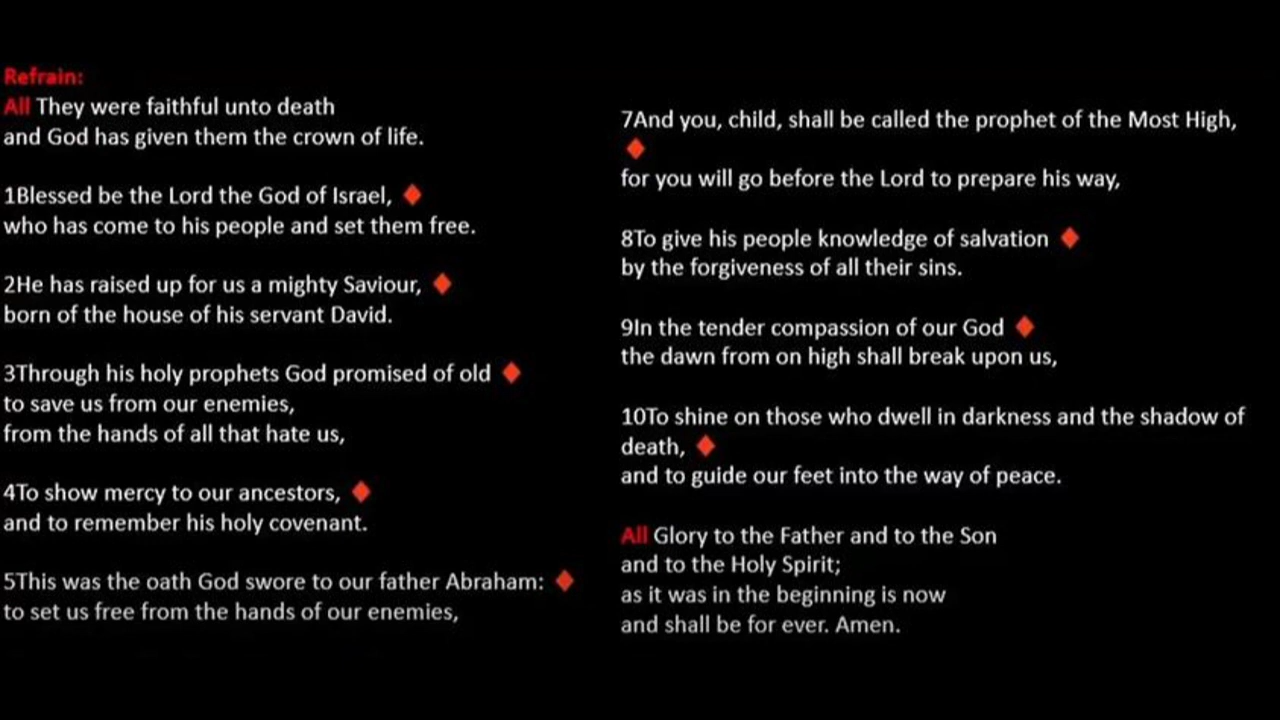 Refrain:
All They were faithful unto death
and God has given them the crown of life.
1Blessed be the Lord the God of Israel, ♦
who has come to his people and set them free.
2He has raised up for us a mighty Saviour, ♦
born of the house of his servant David.
3Through his holy prophets God promised of old ♦
to save us from our enemies,
from the hands of all that hate us,
4To show mercy to our ancestors, ♦
and to remember his holy covenant.
5This was the oath God swore to our father Abraham: ♦
to set us free from the hands of our enemies,
7And you, child, shall be called the prophet of the Most High,
♦
for you will go before the Lord to prepare his way,
8To give his people knowledge of salvation ♦
by the forgiveness of all their sins.
9In the tender compassion of our God ♦
the dawn from on high shall break upon us,
10To shine on those who dwell in darkness and the shadow of
death, ♦
and to guide our feet into the way of peace.
All Glory to the Father and to the Son
and to the Holy Spirit;
as it was in the beginning is now
and shall be for ever. Amen.